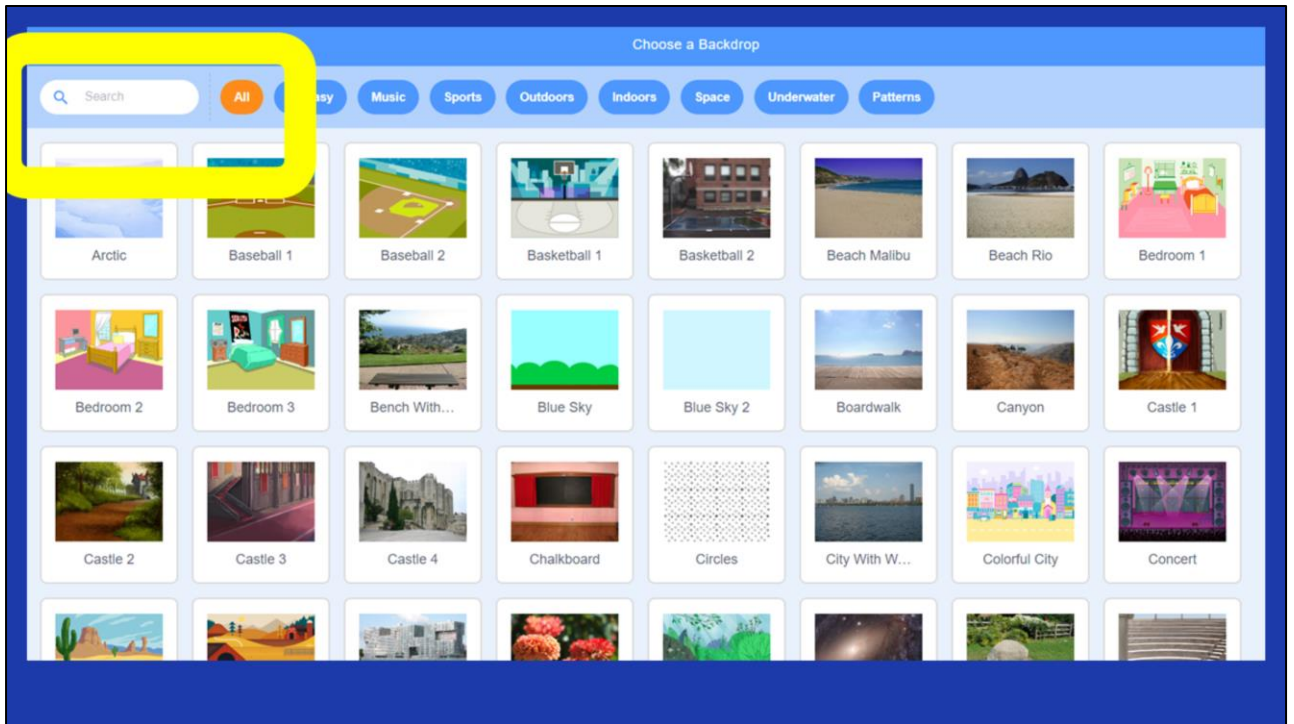 Choose a Backdrop
Search All asy Music Sports Outdoors Indoors Space Underwater Patterns
Arctic Baseball 1 Baseball 2 Basketball 1 Basketball 2 Beach Malibu Beach Rio Bedroom 1
Bedroom 2 Bedroom 3 Bench With... Blue Sky Blue Sky 2 Boardwalk Canyon Castle 1
Castle 2 Castle 3 Castle 4 Chalkboard Circles City With W... Colorful City Concert